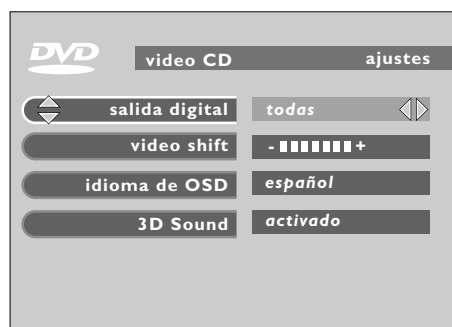 DVD
video CD ajustes
salida digital todas
video shift - +
idioma de OSD español
3D Sound activado